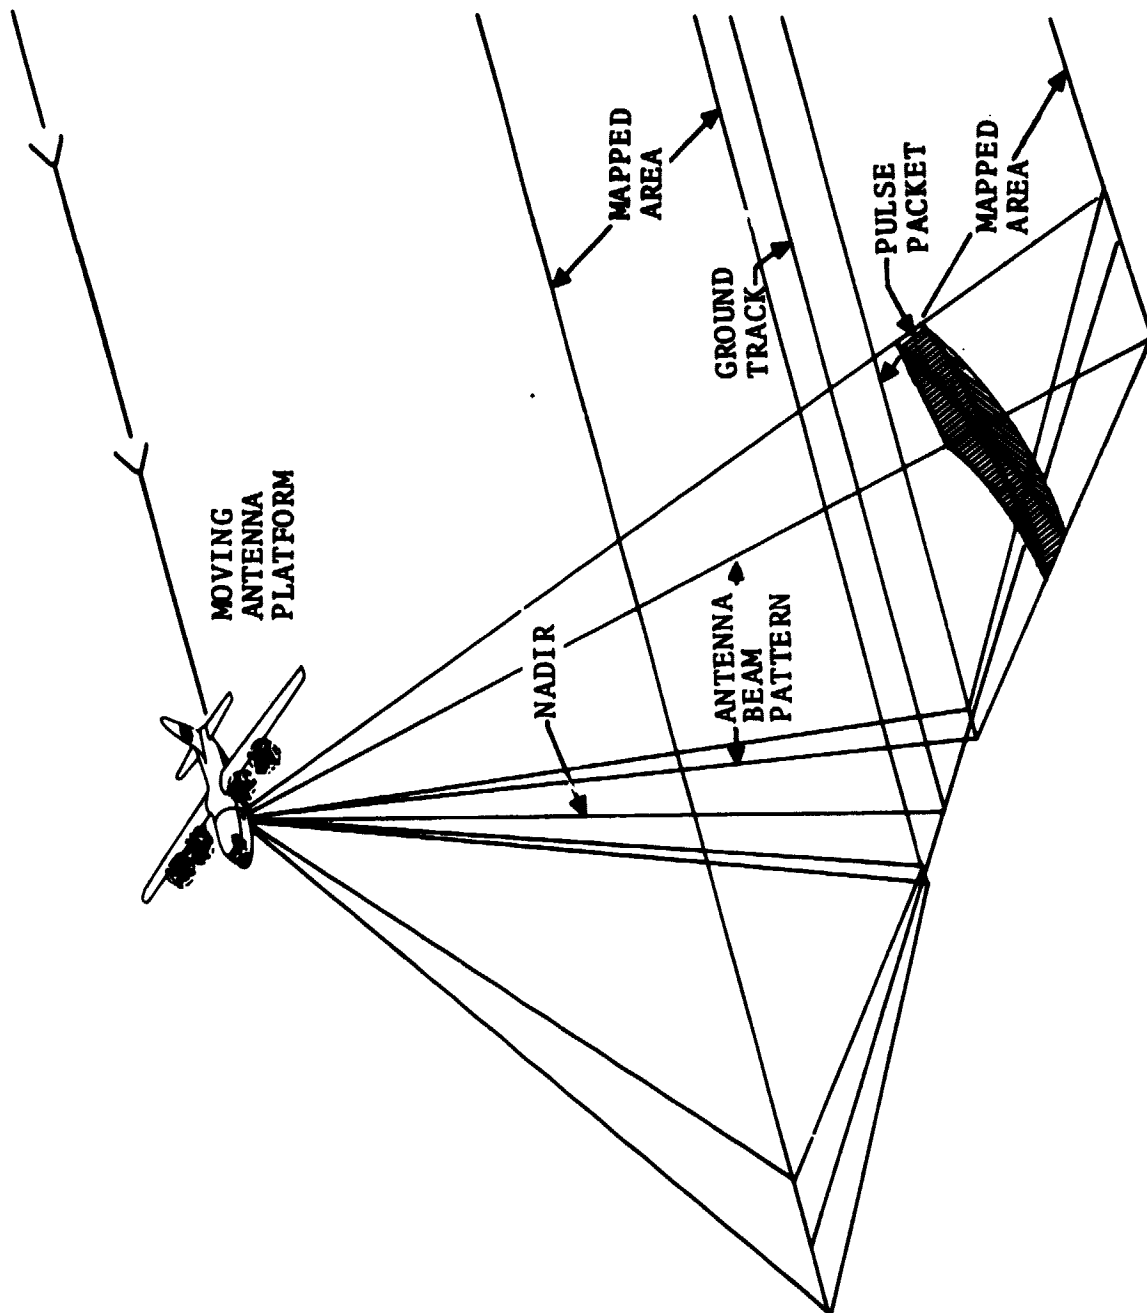 MOVING
ANTENNA
PLATFORM
NADIR
ANTENNA
BEAM
PATTERN
MAPPED
AREA
GROUND
TRACK
PULSE
PACKET
MAPPED
AREA